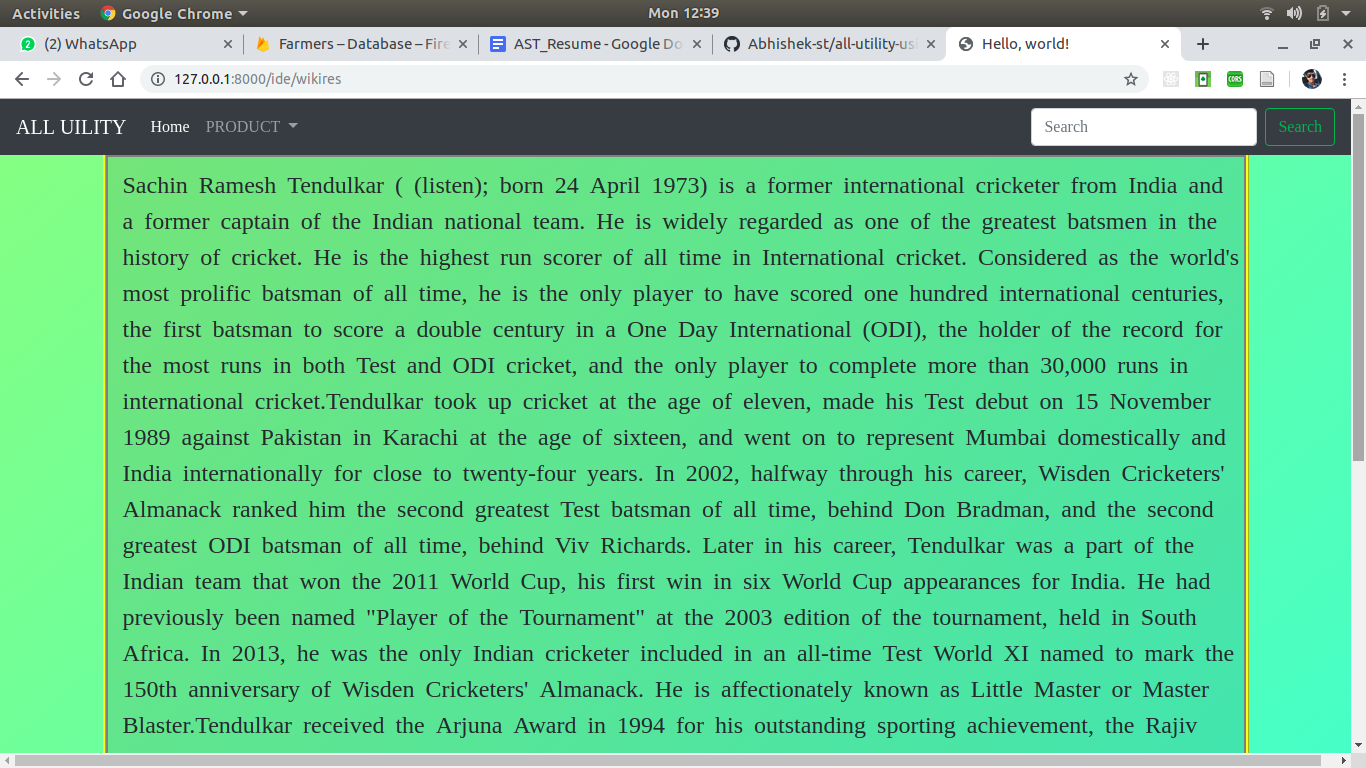 Activities Google Chrome Mon 12:39
(2) WhatsApp Farmers – Database – Fire AST_Resume - Google Do Abhishek-st/all-utility-us Hello, world!
127.0.0.1:8000/ide/wikires CORS
ALL UILITY Home PRODUCT Search Search
Sachin Ramesh Tendulkar ( (listen); born 24 April 1973) is a former international cricketer from India and
a former captain of the Indian national team. He is widely regarded as one of the greatest batsmen in the
history of cricket. He is the highest run scorer of all time in International cricket. Considered as the world's
most prolific batsman of all time, he is the only player to have scored one hundred international centuries,
the first batsman to score a double century in a One Day International (ODI), the holder of the record for
the most runs in both Test and ODI cricket, and the only player to complete more than 30,000 runs in
international cricket.Tendulkar took up cricket at the age of eleven, made his Test debut on 15 November
1989 against Pakistan in Karachi at the age of sixteen, and went on to represent Mumbai domestically and
India internationally for close to twenty-four years. In 2002, halfway through his career, Wisden Cricketers'
Almanack ranked him the second greatest Test batsman of all time, behind Don Bradman, and the second
greatest ODI batsman of all time, behind Viv Richards. Later in his career, Tendulkar was a part of the
Indian team that won the 2011 World Cup, his first win in six World Cup appearances for India. He had
previously been named "Player of the Tournament" at the 2003 edition of the tournament, held in South
Africa. In 2013, he was the only Indian cricketer included in an all-time Test World XI named to mark the
150th anniversary of Wisden Cricketers' Almanack. He is affectionately known as Little Master or Master
Blaster.Tendulkar received the Arjuna Award in 1994 for his outstanding sporting achievement, the Rajiv